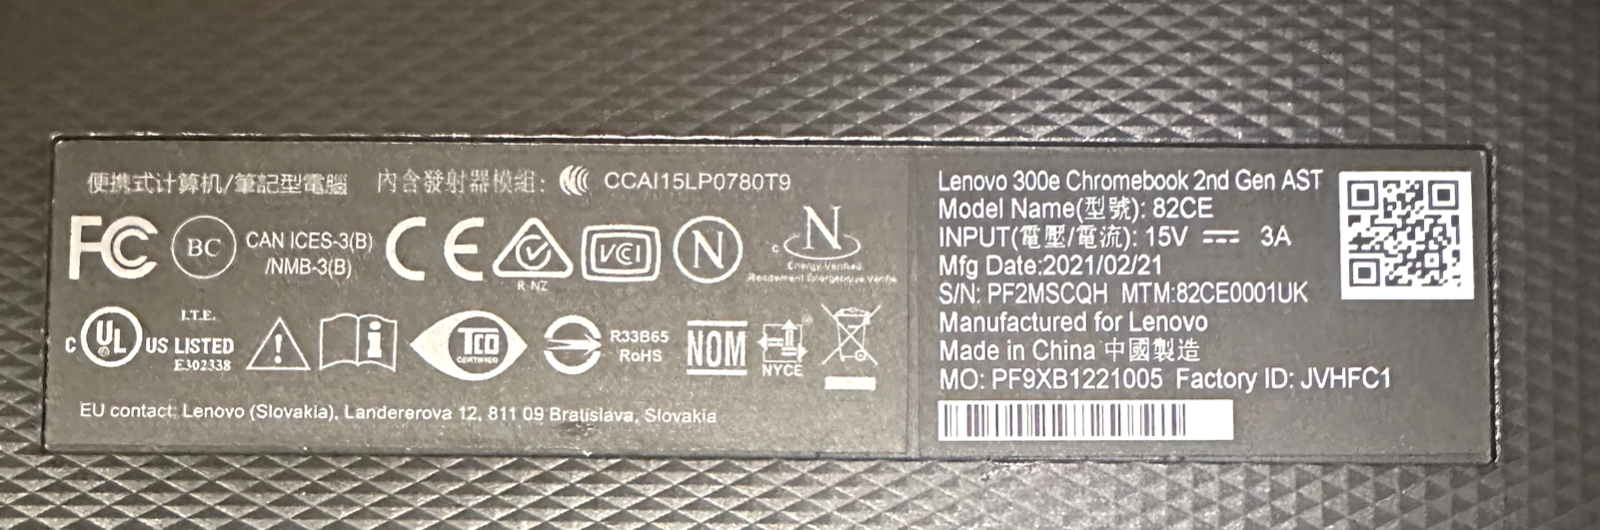 便携式计算机/筆記型電腦 內含發射器模組: CCAI15LP0780T9
FC BC CAN ICES-3(B)
/NMB-3(B)
CE R-NZ VCCI N c N Energy Verified
c UL US LISTED
I.T.E.
E302338
TCO
CERTIFIED
R33B65
RoHS
NOM
NYCE
EU contact: Lenovo (Slovakia), Landererova 12, 811 09 Bratislava, Slovakia
Lenovo 300e Chromebook 2nd Gen AST
Model Name(型號): 82CE
INPUT(電壓/電流): 15V ⎓ 3A
Mfg Date:2021/02/21
S/N: PF2MSCQH MTM:82CE0001UK
Manufactured for Lenovo
Made in China 中國製造
MO: PF9XB1221005 Factory ID: JVHFC1